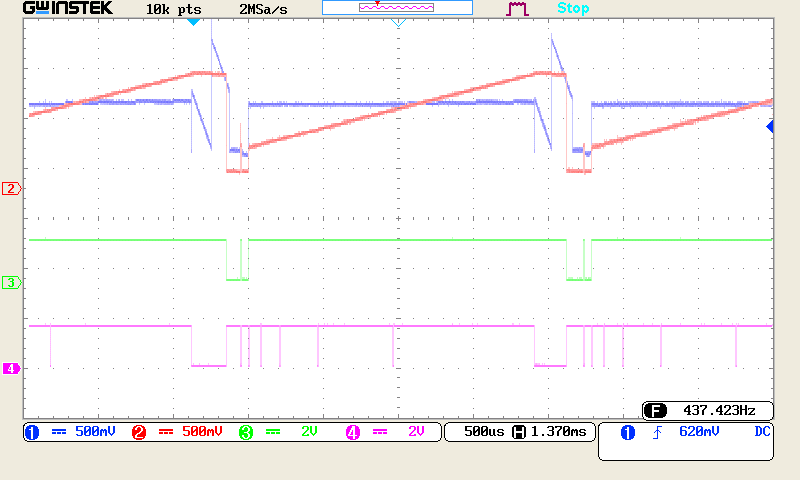 GWINSTEK 10k pts 2MSa/s Stop
2
3
4
F 437.423Hz
1 500mV 2 500mV 3 2V 4 2V 500us H 1.370ms 1 620mV DC